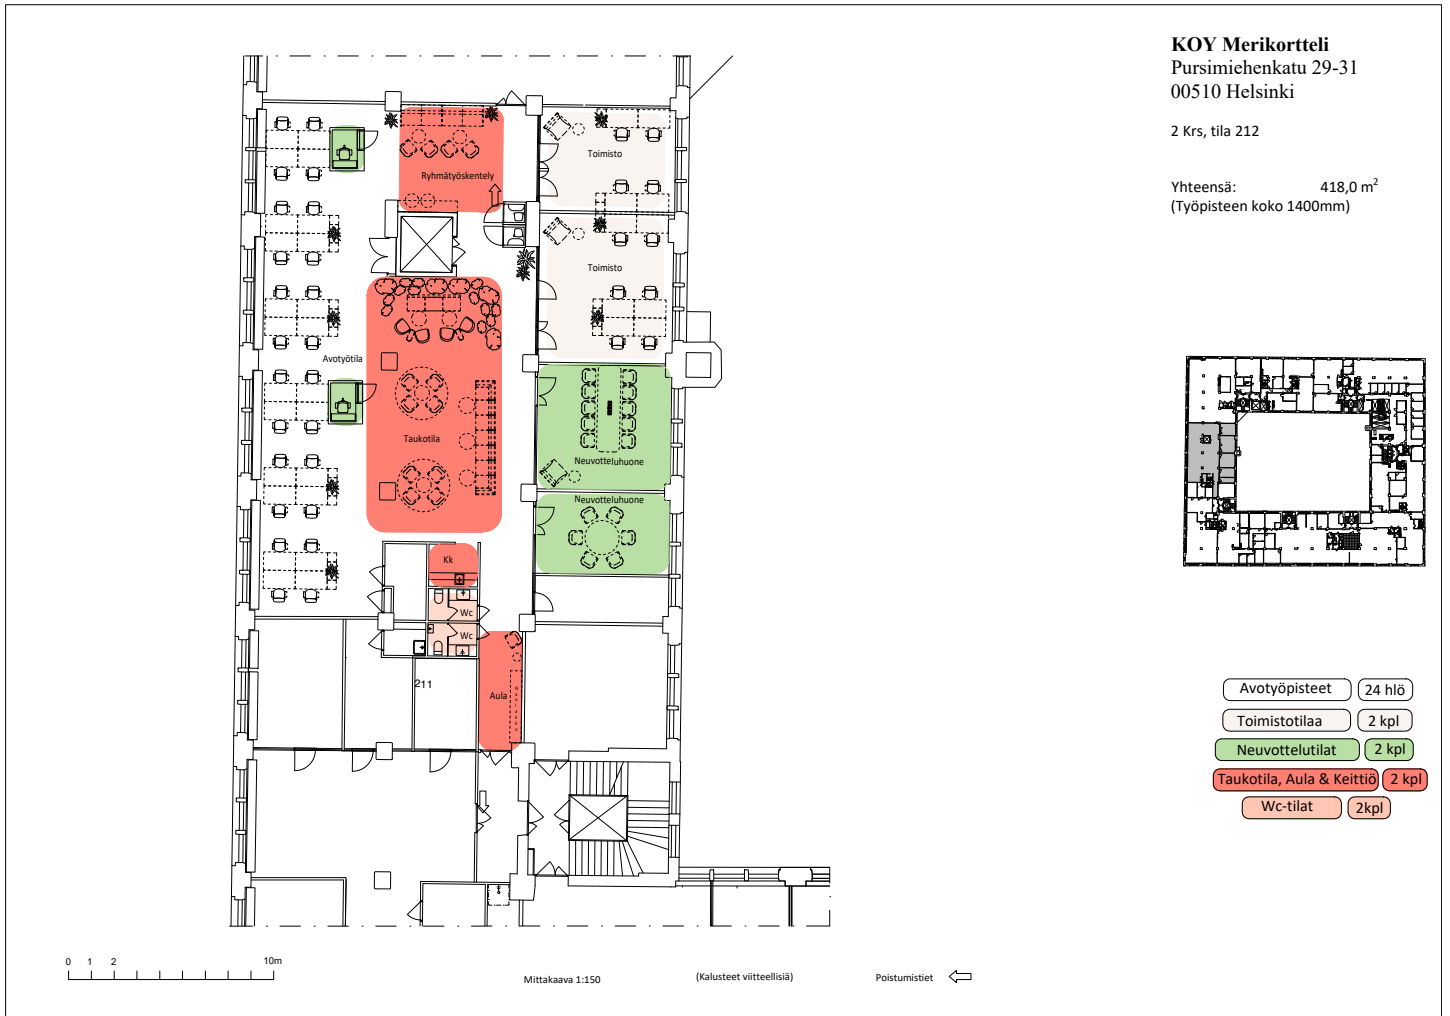 KOY Merikortteli
Pursimiehenkatu 29-31
00510 Helsinki
2 Krs, tila 212
Yhteensä: 418,0 m²
(Työpisteen koko 1400mm)
Ryhmätyöskentely
Toimisto
Toimisto
Avotyötila
Taukotila
Neuvotteluhuone
Neuvotteluhuone
Kk
Wc
Wc
Aula
211
Avotyöpisteet 24 hlö
Toimistotilaa 2 kpl
Neuvottelutilat 2 kpl
Taukotila, Aula & Keittiö 2 kpl
Wc-tilat 2kpl
0 1 2 10m
Mittakaava 1:150
(Kalusteet viitteellisiä)
Poistumistiet